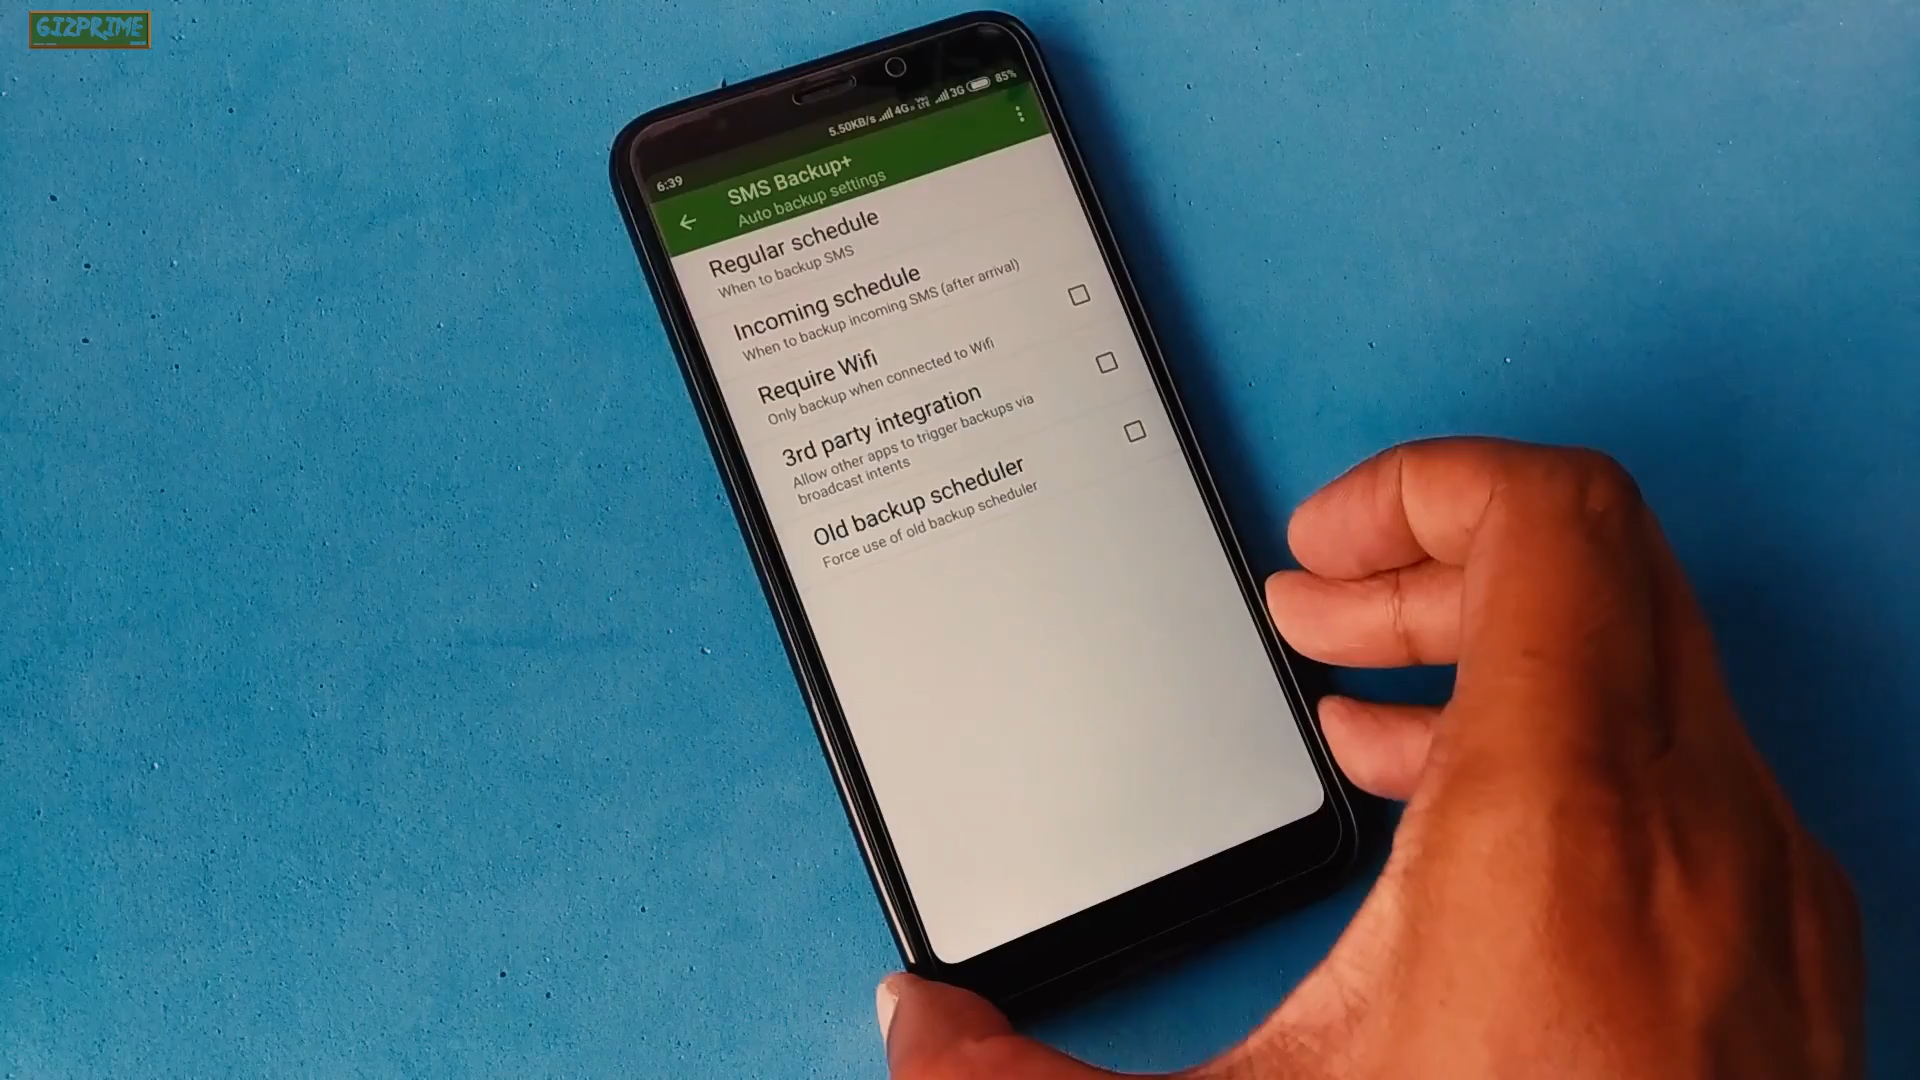 GIZPRIME
5.50KB/s 4G VoLTE 3G 85%
6:39
SMS Backup+
Auto backup settings
Regular schedule
When to backup SMS
Incoming schedule
When to backup incoming SMS (after arrival)
Require Wifi
Only backup when connected to Wifi
3rd party integration
Allow other apps to trigger backups via
broadcast intents
Old backup scheduler
Force use of old backup scheduler